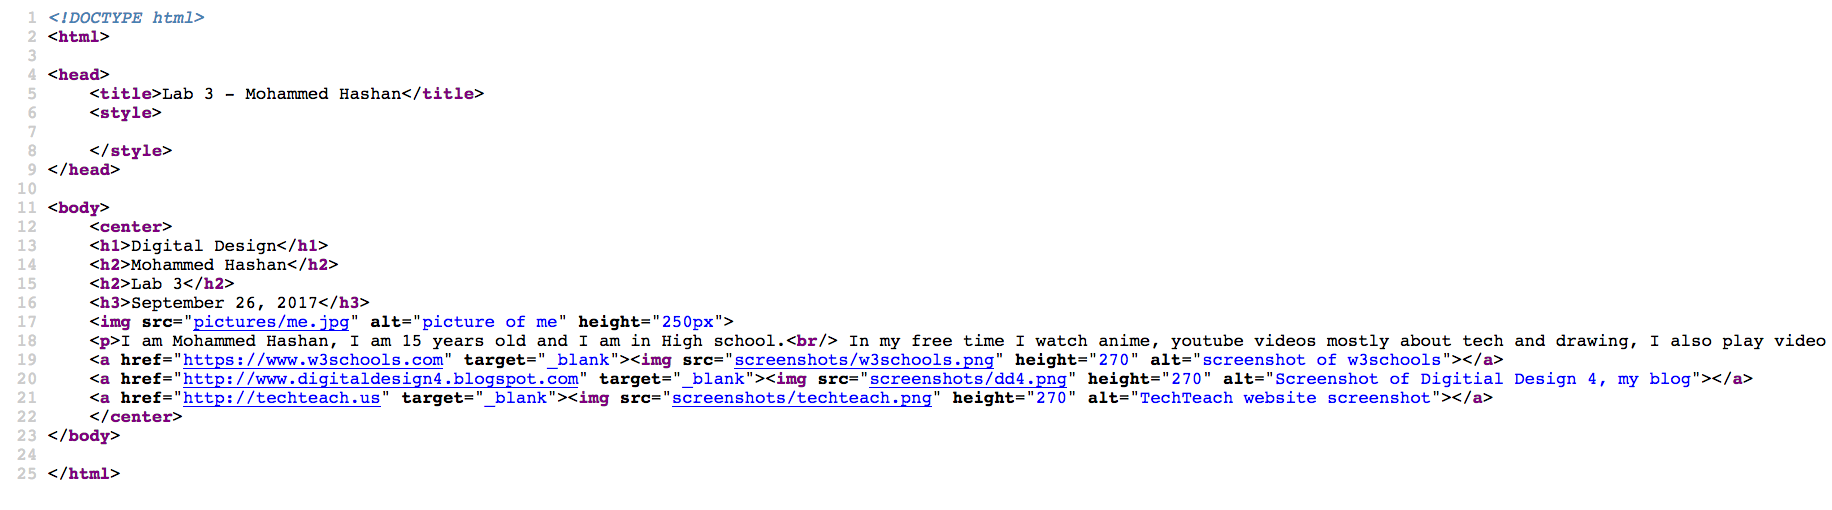 1 <!DOCTYPE html>
2 <html>
3
4 <head>
5     <title>Lab 3 - Mohammed Hashan</title>
6     <style>
7
8     </style>
9 </head>
10
11 <body>
12     <center>
13     <h1>Digital Design</h1>
14     <h2>Mohammed Hashan</h2>
15     <h2>Lab 3</h2>
16     <h3>September 26, 2017</h3>
17     <img src="pictures/me.jpg" alt="picture of me" height="250px">
18     <p>I am Mohammed Hashan, I am 15 years old and I am in High school.<br/> In my free time I watch anime, youtube videos mostly about tech and drawing, I also play video
19     <a href="https://www.w3schools.com" target="_blank"><img src="screenshots/w3schools.png" height="270" alt="screenshot of w3schools"></a>
20     <a href="http://www.digitaldesign4.blogspot.com" target="_blank"><img src="screenshots/dd4.png" height="270" alt="Screenshot of Digitial Design 4, my blog"></a>
21     <a href="http://techteach.us" target="_blank"><img src="screenshots/techteach.png" height="270" alt="TechTeach website screenshot"></a>
22     </center>
23 </body>
24
25 </html>